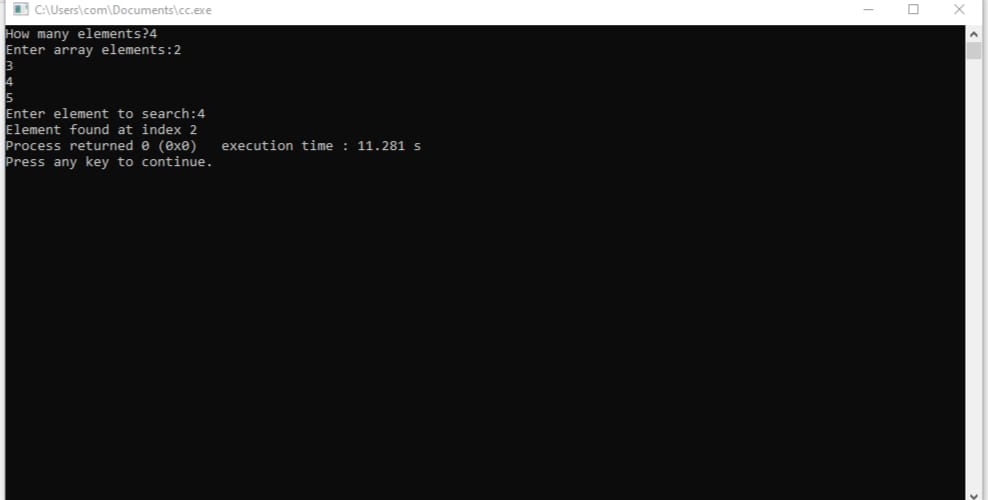 C:\Users\com\Documents\cc.exe
How many elements?4
Enter array elements:2
3
4
5
Enter element to search:4
Element found at index 2
Process returned 0 (0x0)   execution time : 11.281 s
Press any key to continue.